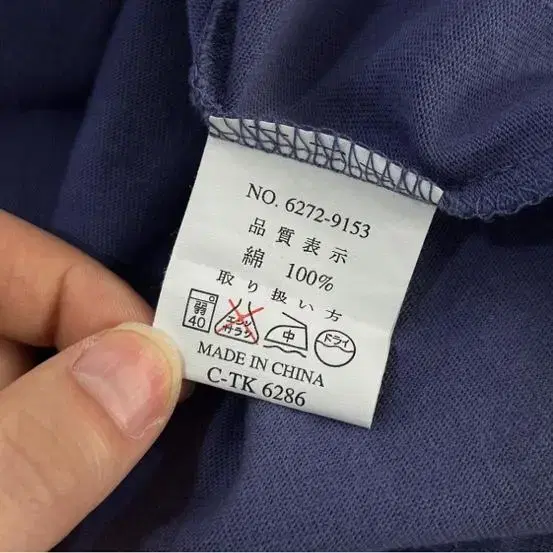 NO. 6272-9153
品質表示
綿 100%
取り扱い方
弱 40 エンソサラシ 中 ドライ
MADE IN CHINA
C-TK 6286